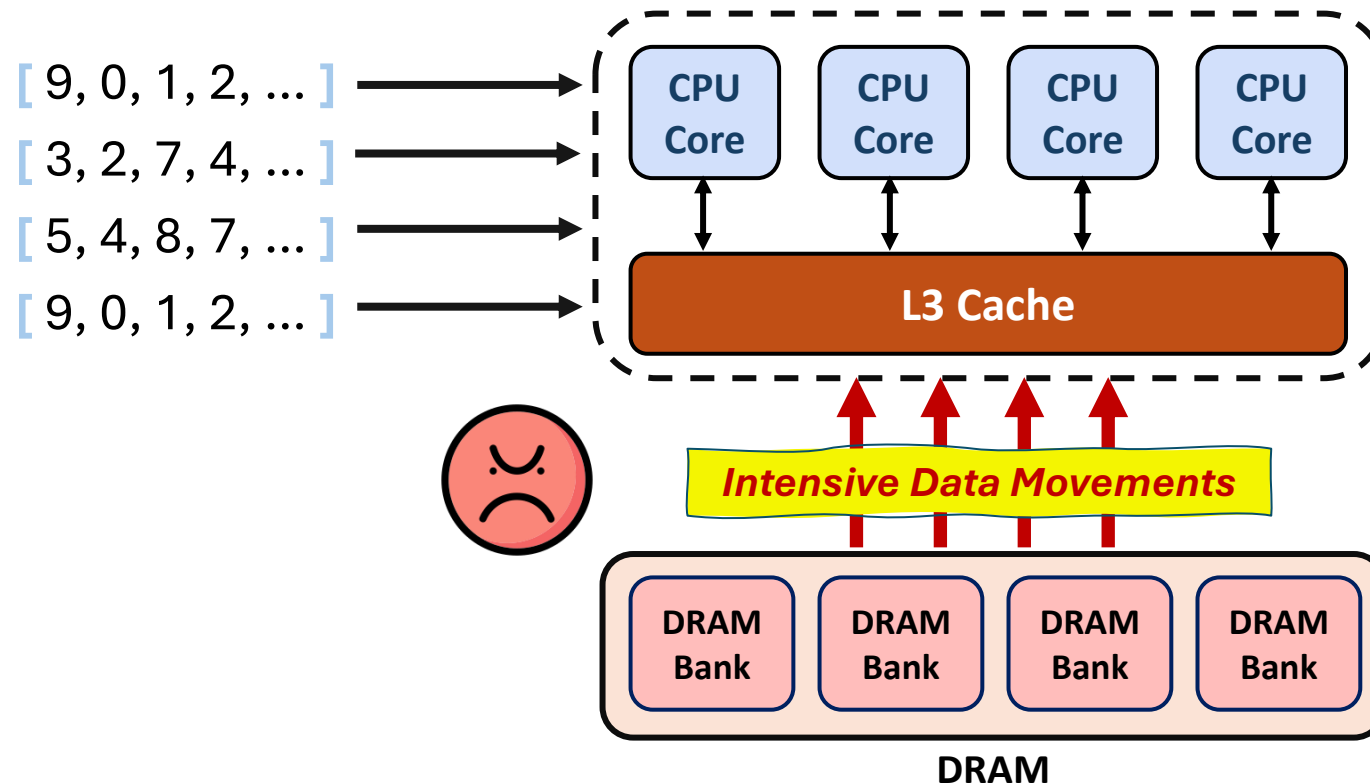 [ 9, 0, 1, 2, ... ]
[ 3, 2, 7, 4, ... ]
[ 5, 4, 8, 7, ... ]
[ 9, 0, 1, 2, ... ]
CPU
Core
CPU
Core
CPU
Core
CPU
Core
L3 Cache
Intensive Data Movements
DRAM
Bank
DRAM
Bank
DRAM
Bank
DRAM
Bank
DRAM